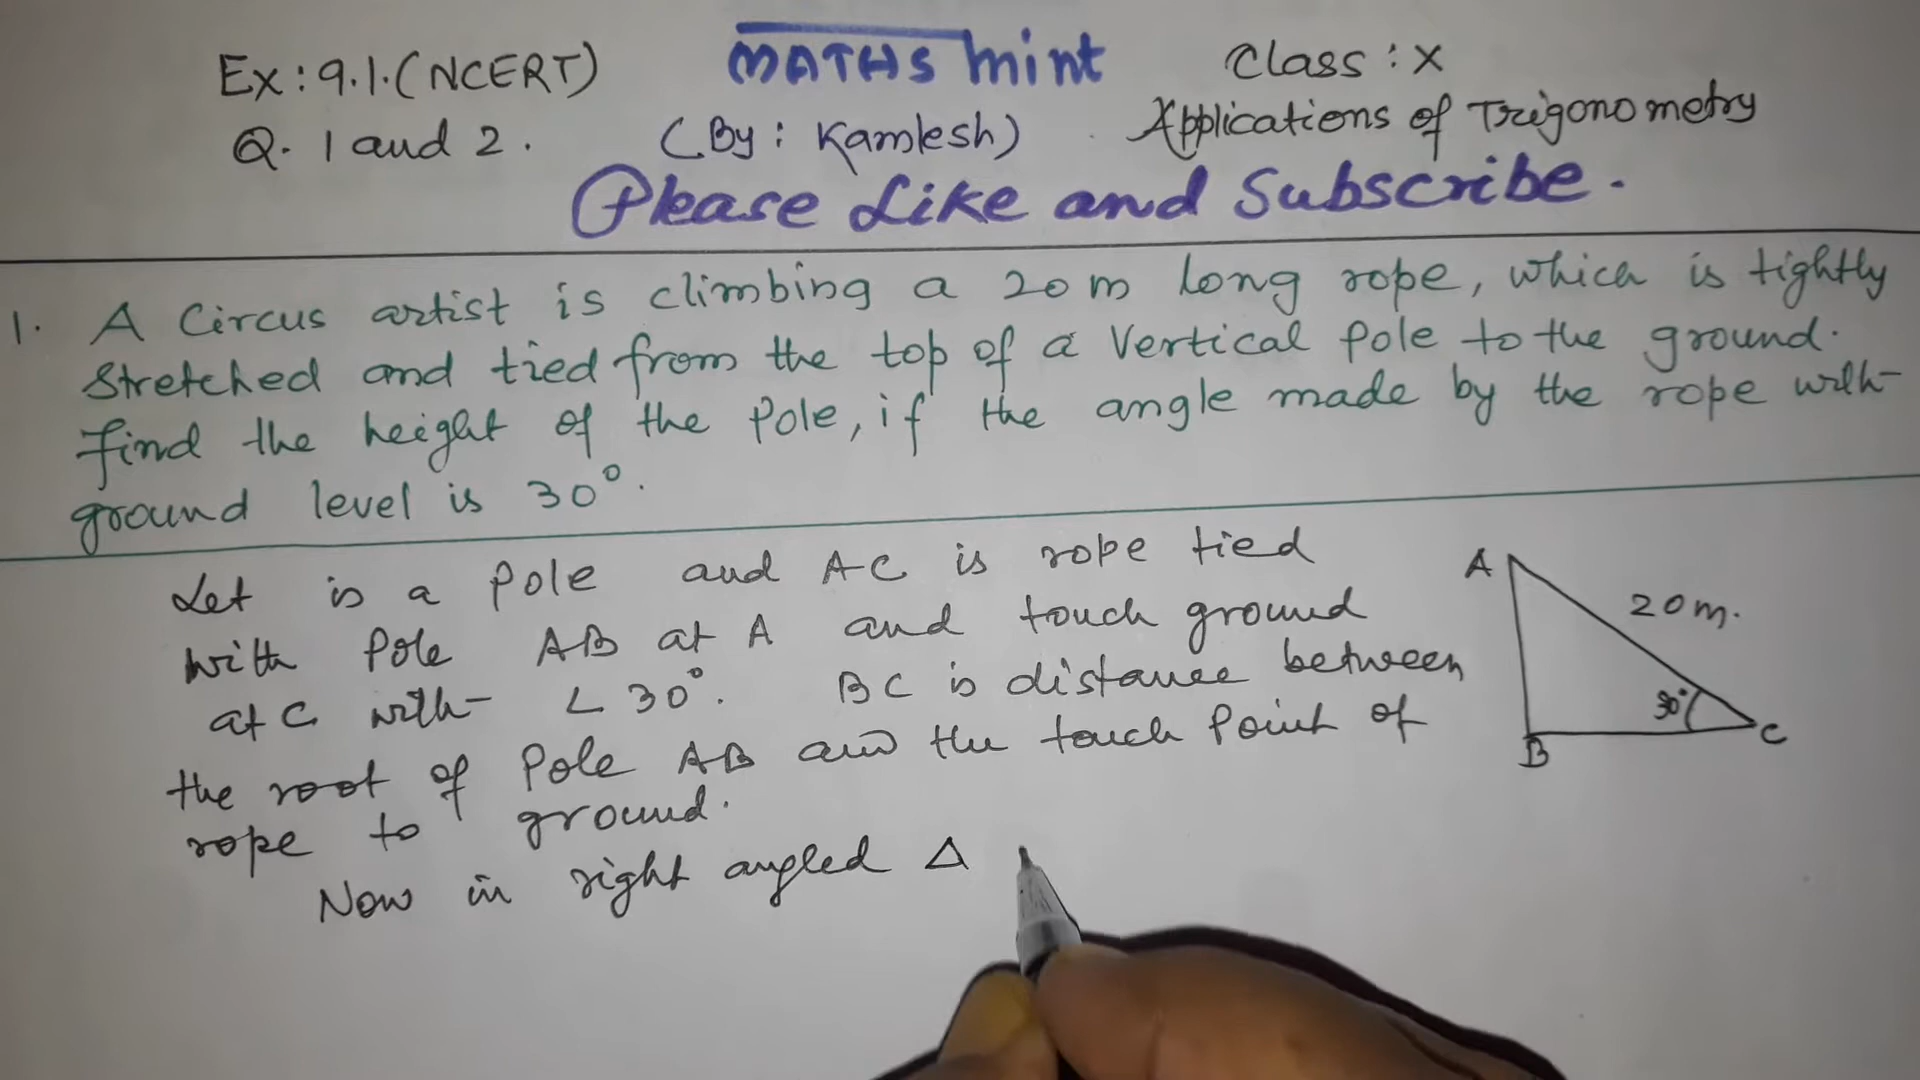 Ex: 9.1. (NCERT)
Q. 1 and 2.
MATHS mint
(By: Kamlesh)
Class: X
Applications of Trigonometry
Please Like and Subscribe.
1. A Circus artist is climbing a 20m long rope, which is tightly
Stretched and tied from the top of a Vertical Pole to the ground.
find the height of the Pole, if the angle made by the rope with
ground level is 30°.
Let is a Pole and AC is rope tied
with Pole AB at A and touch ground
at C with ∠30°. BC is distance between
the root of Pole AB and the touch Point of
rope to ground.
Now in right angled Δ
A
20m.
30°
B
C